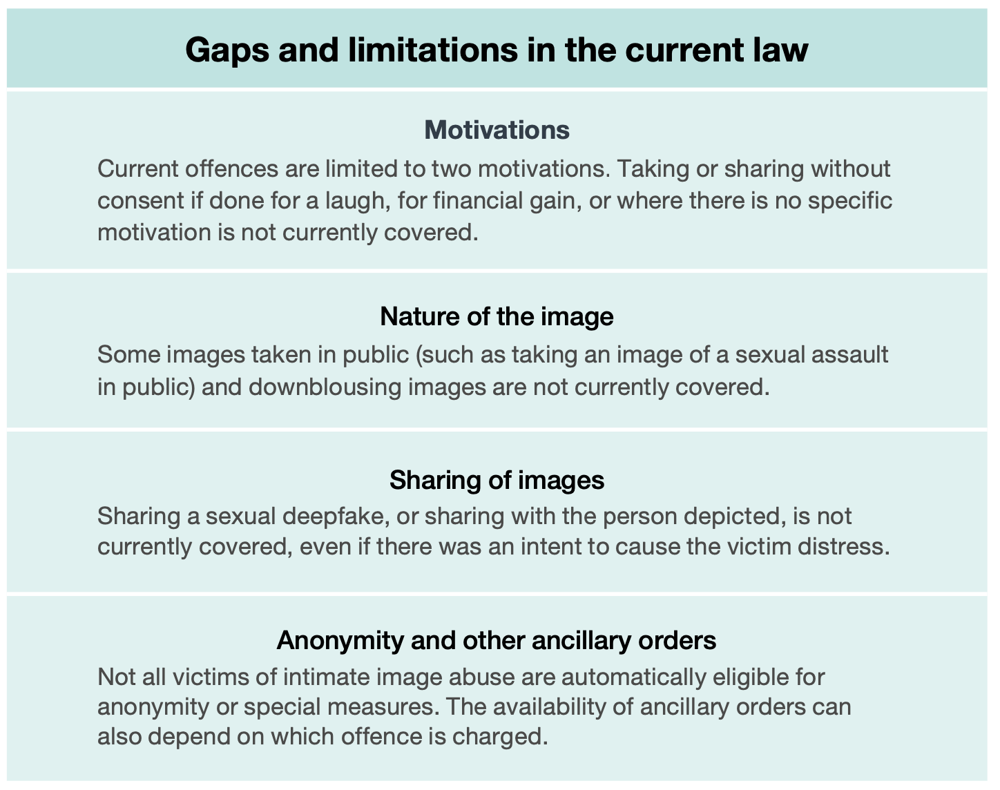 Gaps and limitations in the current law
Motivations
Current offences are limited to two motivations. Taking or sharing without
consent if done for a laugh, for financial gain, or where there is no specific
motivation is not currently covered.
Nature of the image
Some images taken in public (such as taking an image of a sexual assault
in public) and downblousing images are not currently covered.
Sharing of images
Sharing a sexual deepfake, or sharing with the person depicted, is not
currently covered, even if there was an intent to cause the victim distress.
Anonymity and other ancillary orders
Not all victims of intimate image abuse are automatically eligible for
anonymity or special measures. The availability of ancillary orders can
also depend on which offence is charged.